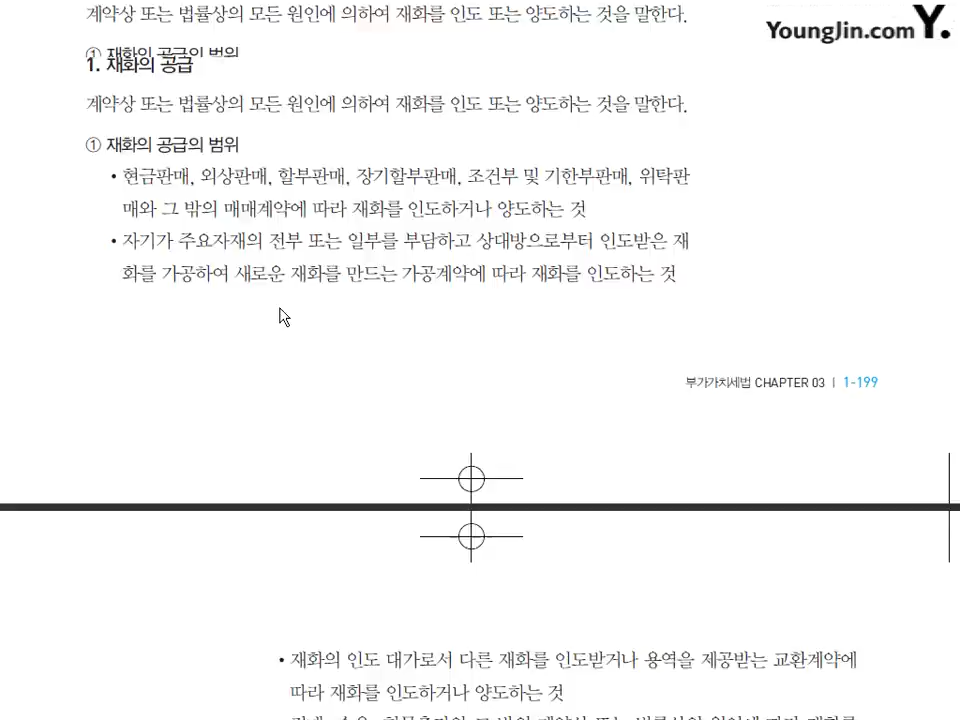 계약상 또는 법률상의 모든 원인에 의하여 재화를 인도 또는 양도하는 것을 말한다.
YoungJin.com Y.
① 재화의 공급의 범위
1. 재화의 공급
계약상 또는 법률상의 모든 원인에 의하여 재화를 인도 또는 양도하는 것을 말한다.
① 재화의 공급의 범위
• 현금판매, 외상판매, 할부판매, 장기할부판매, 조건부 및 기한부판매, 위탁판
매와 그 밖의 매매계약에 따라 재화를 인도하거나 양도하는 것
• 자기가 주요자재의 전부 또는 일부를 부담하고 상대방으로부터 인도받은 재
화를 가공하여 새로운 재화를 만드는 가공계약에 따라 재화를 인도하는 것
부가가치세법 CHAPTER 03 | 1-199
• 재화의 인도 대가로서 다른 재화를 인도받거나 용역을 제공받는 교환계약에
따라 재화를 인도하거나 양도하는 것